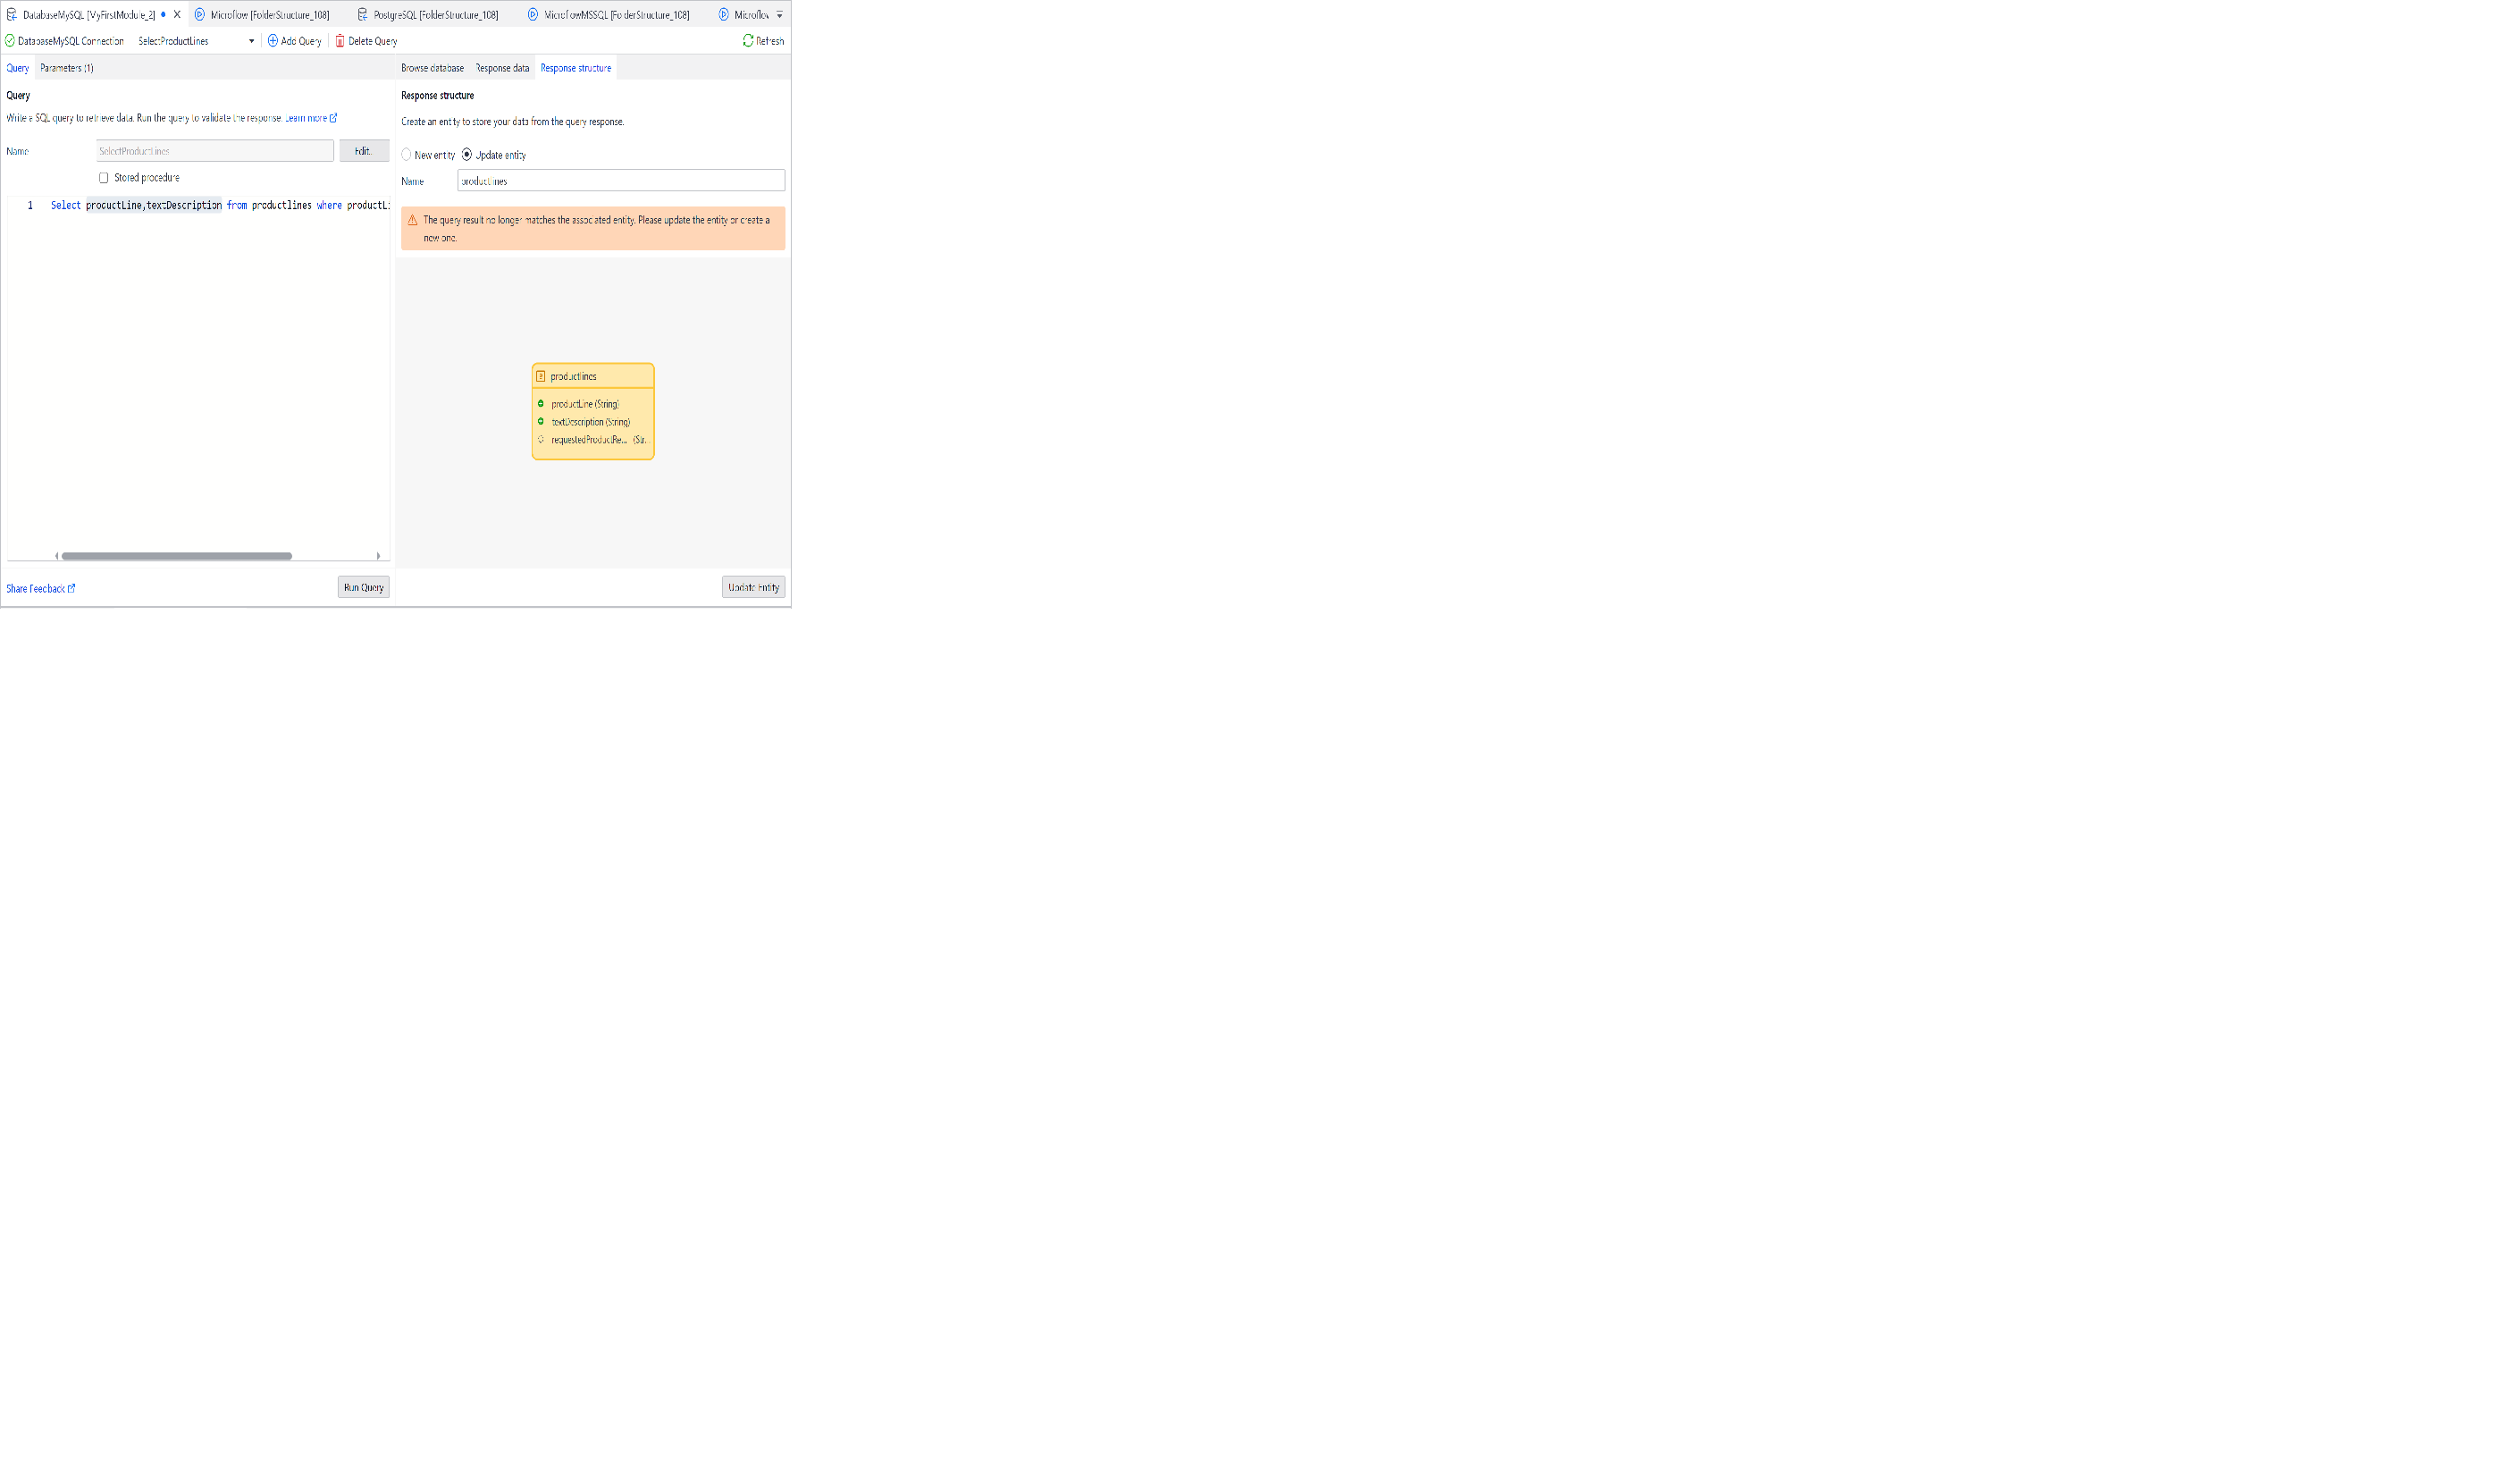 DatabaseMySQL [MyFirstModule_2]
Microflow [FolderStructure_108]
PostgreSQL [FolderStructure_108]
MicroflowMSSQL [FolderStructure_108]
DatabaseMySQL Connection
SelectProductLines
Add Query
Delete Query
Refresh
Query
Parameters (1)
Query
Write a SQL query to retrieve data. Run the query to validate the response. Learn more
Name
SelectProductLines
Edit..
Stored procedure
1 Select productLine,textDescription from productlines where productLi
Share Feedback
Run Query
Browse database
Response data
Response structure
Response structure
Create an entity to store your data from the query response.
New entity
Update entity
Name
productlines
The query result no longer matches the associated entity. Please update the entity or create a
new one.
productlines
productLine (String)
textDescription (String)
requestedProductRe... (Str...
Update Entity